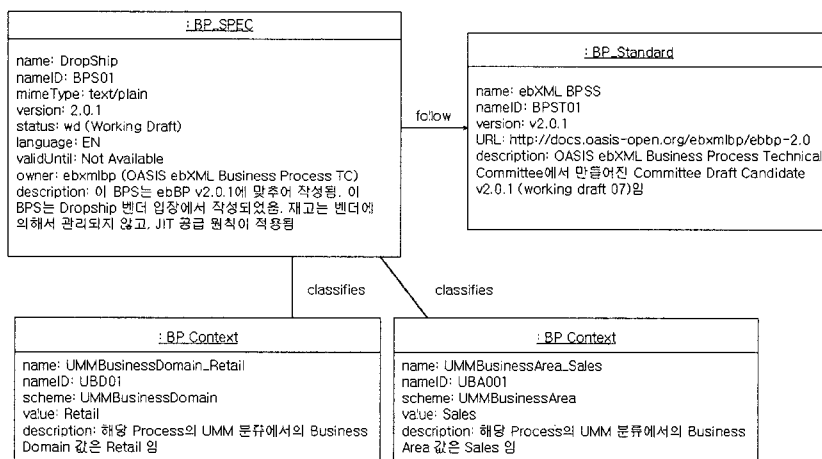 : BP_SPEC
name: DropShip
nameID: BPS01
mimeType: text/plain
version: 2.0.1
status: wd (Working Draft)
language: EN
validUntil: Not Available
owner: ebxmlbp (OASIS ebXML Business Process TC)
description: 이 BPS는 ebBP v2.0.1에 맞추어 작성됨. 이
BPS는 Dropship 벤더 입장에서 작성되었음. 재고는 벤더에
의해서 관리되지 않고, JIT 공급 원칙이 적용됨
follow
: BP_Standard
name: ebXML BPSS
nameID: BPST01
version: v2.0.1
URL: http://docs.oasis-open.org/ebxmlbp/ebbp-2.0
description: OASIS ebXML Business Process Technical
Committee에서 만들어진 Committee Draft Candidate
v2.0.1 (working draft 07)임
classifies
classifies
: BP Context
name: UMMBusinessDomain_Retail
nameID: UBD01
scheme: UMMBusinessDomain
value: Retail
description: 해당 Process의 UMM 분류에서의 Business
Domain 값은 Retail 임
: BP Context
name: UMMBusinessArea_Sales
nameID: UBA001
scheme: UMMBusinessArea
value: Sales
description: 해당 Process의 UMM 분류에서의 Business
Area 값은 Sales 임